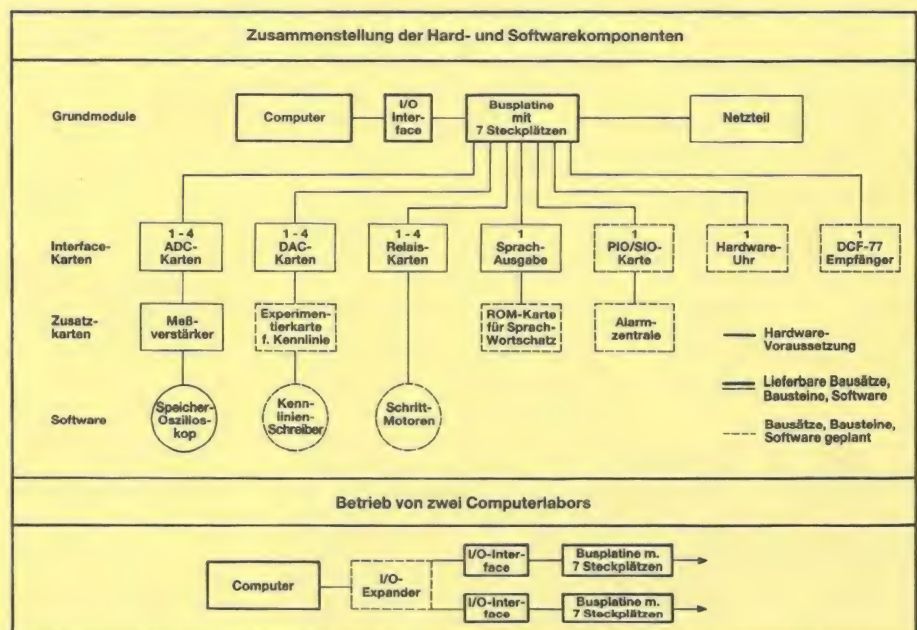 Zusammenstellung der Hard- und Softwarekomponenten
Grundmodule
Computer
I/O
Inter-
face
Busplatine
mit
7 Steckplätzen
Netzteil
Interface-
Karten
1 - 4
ADC-
Karten
1 - 4
DAC-
Karten
1 - 4
Relais-
Karten
1
Sprach-
Ausgabe
1
PIO/SIO-
Karte
1
Hardware-
Uhr
1
DCF-77
Empfänger
Zusatz-
karten
Meß-
verstärker
Experimen-
tierkarte
f. Kennlinie
ROM-Karte
für Sprach-
Wortschatz
Alarm-
zentrale
Software
Speicher-
Oszillos-
kop
Kenn-
linien-
Schreiber
Schritt-
Motoren
Hardware-
Voraussetzung
Lieferbare Bausätze,
Bausteine, Software
Bausätze, Bausteine,
Software geplant
Betrieb von zwei Computerlabors
Computer
I/O-
Expander
I/O-Inter-
face
Busplatine m.
7 Steckplätzen
I/O-Inter-
face
Busplatine m.
7 Steckplätzen